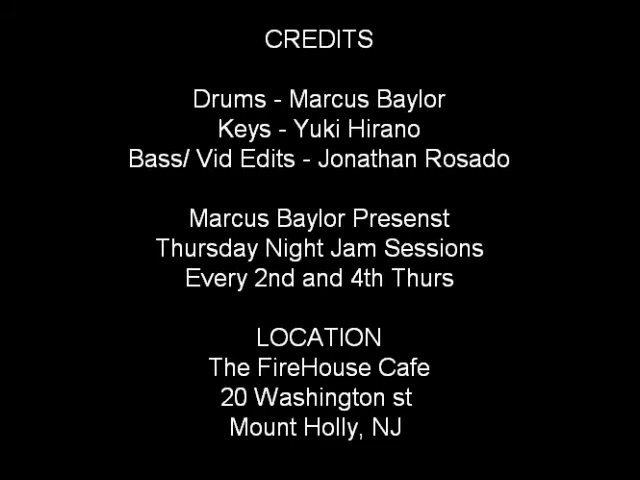 CREDITS
Drums - Marcus Baylor
Keys - Yuki Hirano
Bass/ Vid Edits - Jonathan Rosado
Marcus Baylor Presenst
Thursday Night Jam Sessions
Every 2nd and 4th Thurs
LOCATION
The FireHouse Cafe
20 Washington st
Mount Holly, NJ